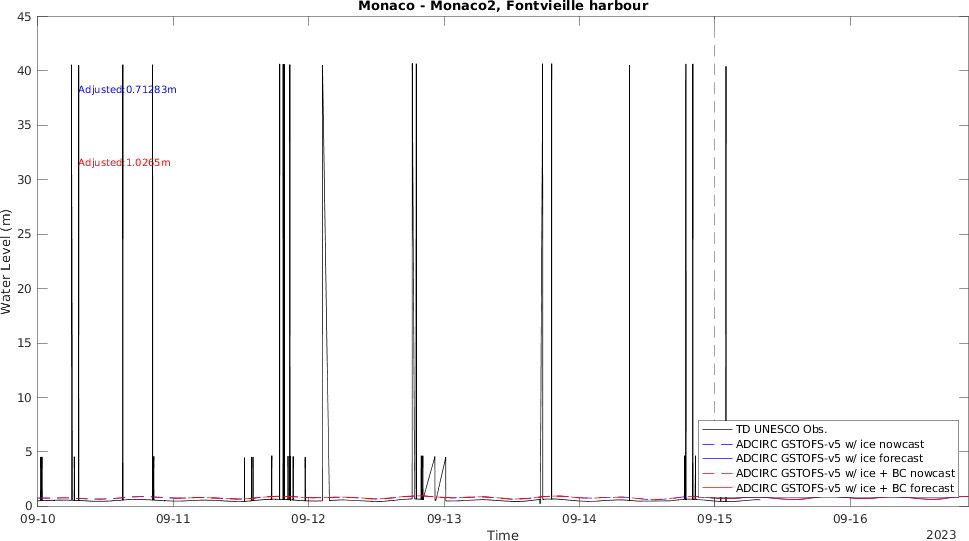 Monaco - Monaco2, Fontvieille harbour
45
40
35
30
25
20
15
10
5
0
Water Level (m)
Adjusted:0.71283m
Adjusted:1.0265m
TD UNESCO Obs.
ADCIRC GSTOFS-v5 w/ ice nowcast
ADCIRC GSTOFS-v5 w/ ice forecast
ADCIRC GSTOFS-v5 w/ ice + BC nowcast
ADCIRC GSTOFS-v5 w/ ice + BC forecast
09-10
09-11
09-12
09-13
09-14
09-15
09-16
Time
2023